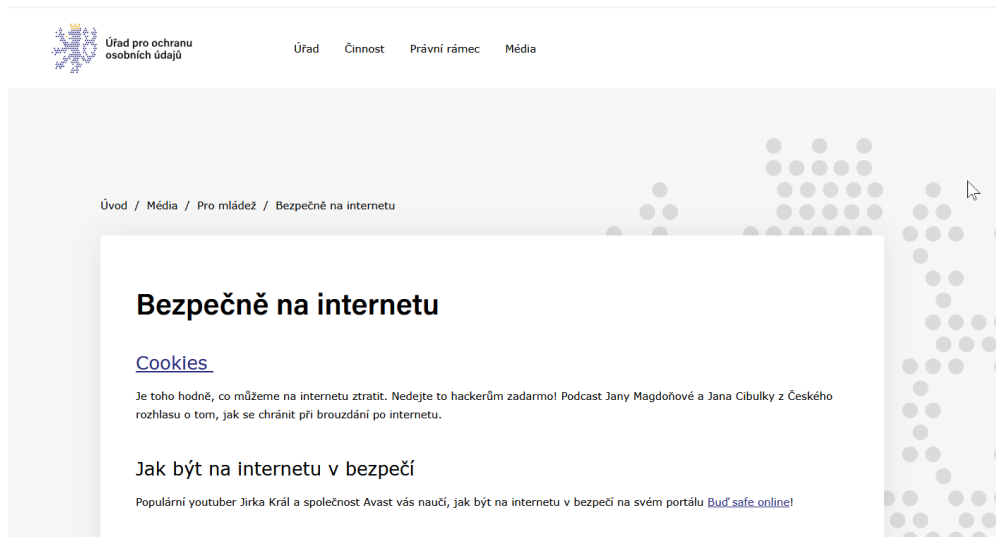 Úřad pro ochranu
osobních údajů
Úřad Činnost Právní rámec Média
Úvod / Média / Pro mládež / Bezpečně na internetu
Bezpečně na internetu
Cookies
Je toho hodně, co můžeme na internetu ztratit. Nedejte to hackerům zadarmo! Podcast Jany Magdoňové a Jana Cibulky z Českého
rozhlasu o tom, jak se chránit při brouzdání po internetu.
Jak být na internetu v bezpečí
Populární youtuber Jirka Král a společnost Avast vás naučí, jak být na internetu v bezpečí na svém portálu Buď safe online!